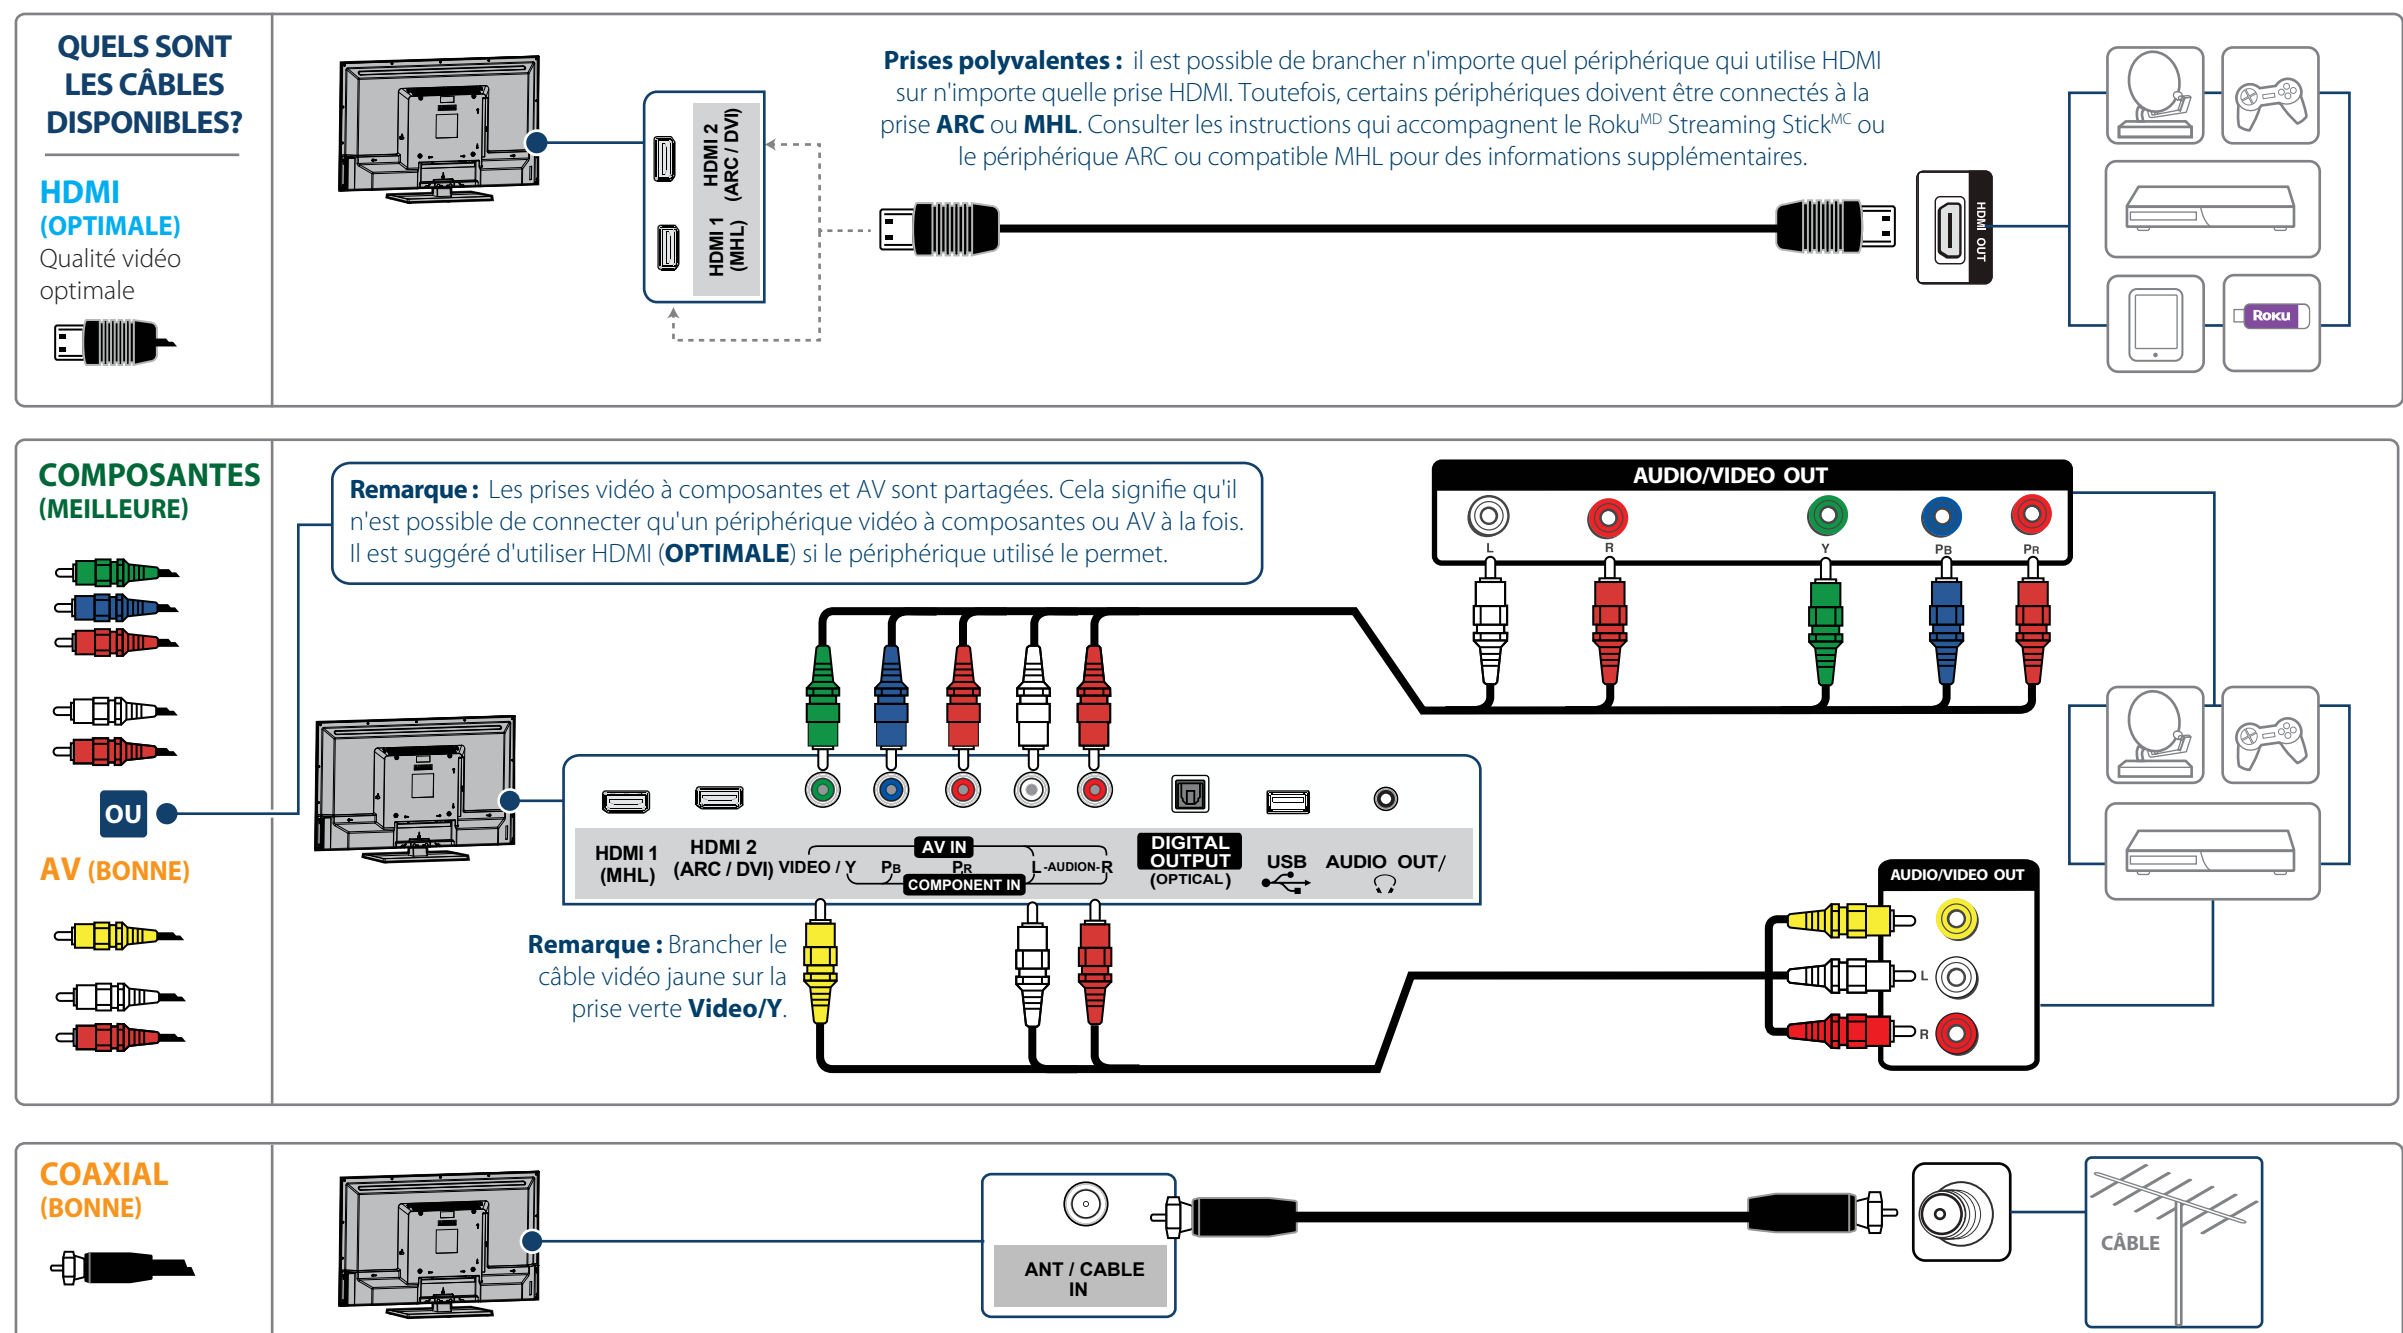 QUELS SONT
LES CÂBLES
DISPONIBLES?
HDMI
(OPTIMALE)
Qualité vidéo
optimale
HDMI 2
(ARC / DVI)
HDMI 1
(MHL)
Prises polyvalentes : il est possible de brancher n'importe quel périphérique qui utilise HDMI
sur n'importe quelle prise HDMI. Toutefois, certains périphériques doivent être connectés à la
prise ARC ou MHL. Consulter les instructions qui accompagnent le Roku^MD Streaming Stick^MC ou
le périphérique ARC ou compatible MHL pour des informations supplémentaires.
HDMI OUT
Roku
COMPOSANTES
(MEILLEURE)
OU
AV (BONNE)
Remarque : Les prises vidéo à composantes et AV sont partagées. Cela signifie qu'il
n'est possible de connecter qu'un périphérique vidéo à composantes ou AV à la fois.
Il est suggéré d'utiliser HDMI (OPTIMALE) si le périphérique utilisé le permet.
AUDIO/VIDEO OUT
L R Y PB PR
HDMI 1
(MHL)
HDMI 2
(ARC / DVI)
AV IN
VIDEO / Y PB PR L -AUDION- R
COMPONENT IN
DIGITAL
OUTPUT
(OPTICAL)
USB
AUDIO OUT/
Remarque : Brancher le
câble vidéo jaune sur la
prise verte Video/Y.
AUDIO/VIDEO OUT
L
R
COAXIAL
(BONNE)
ANT / CABLE
IN
CÂBLE